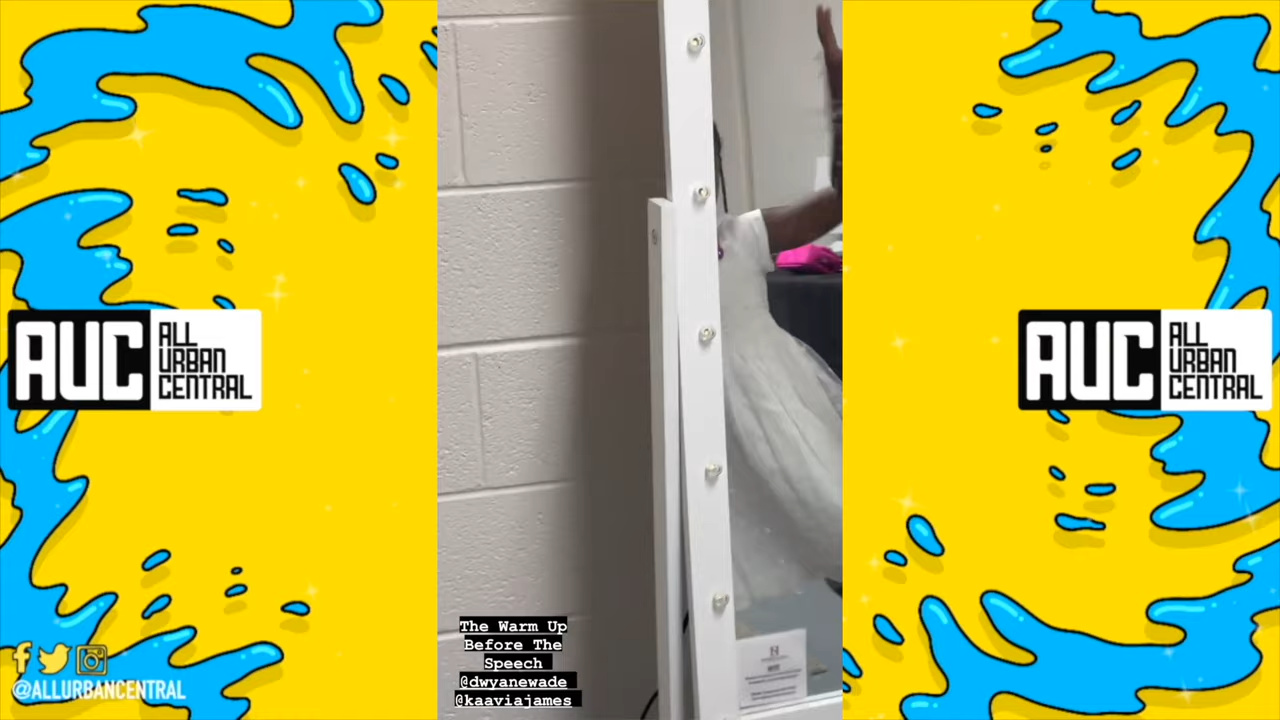 AUC
ALL
URBAN
CENTRAL
AUC
ALL
URBAN
CENTRAL
The Warm Up
Before The
Speech
@dwyanewade
@kaaviajames
@ALLURBANCENTRAL